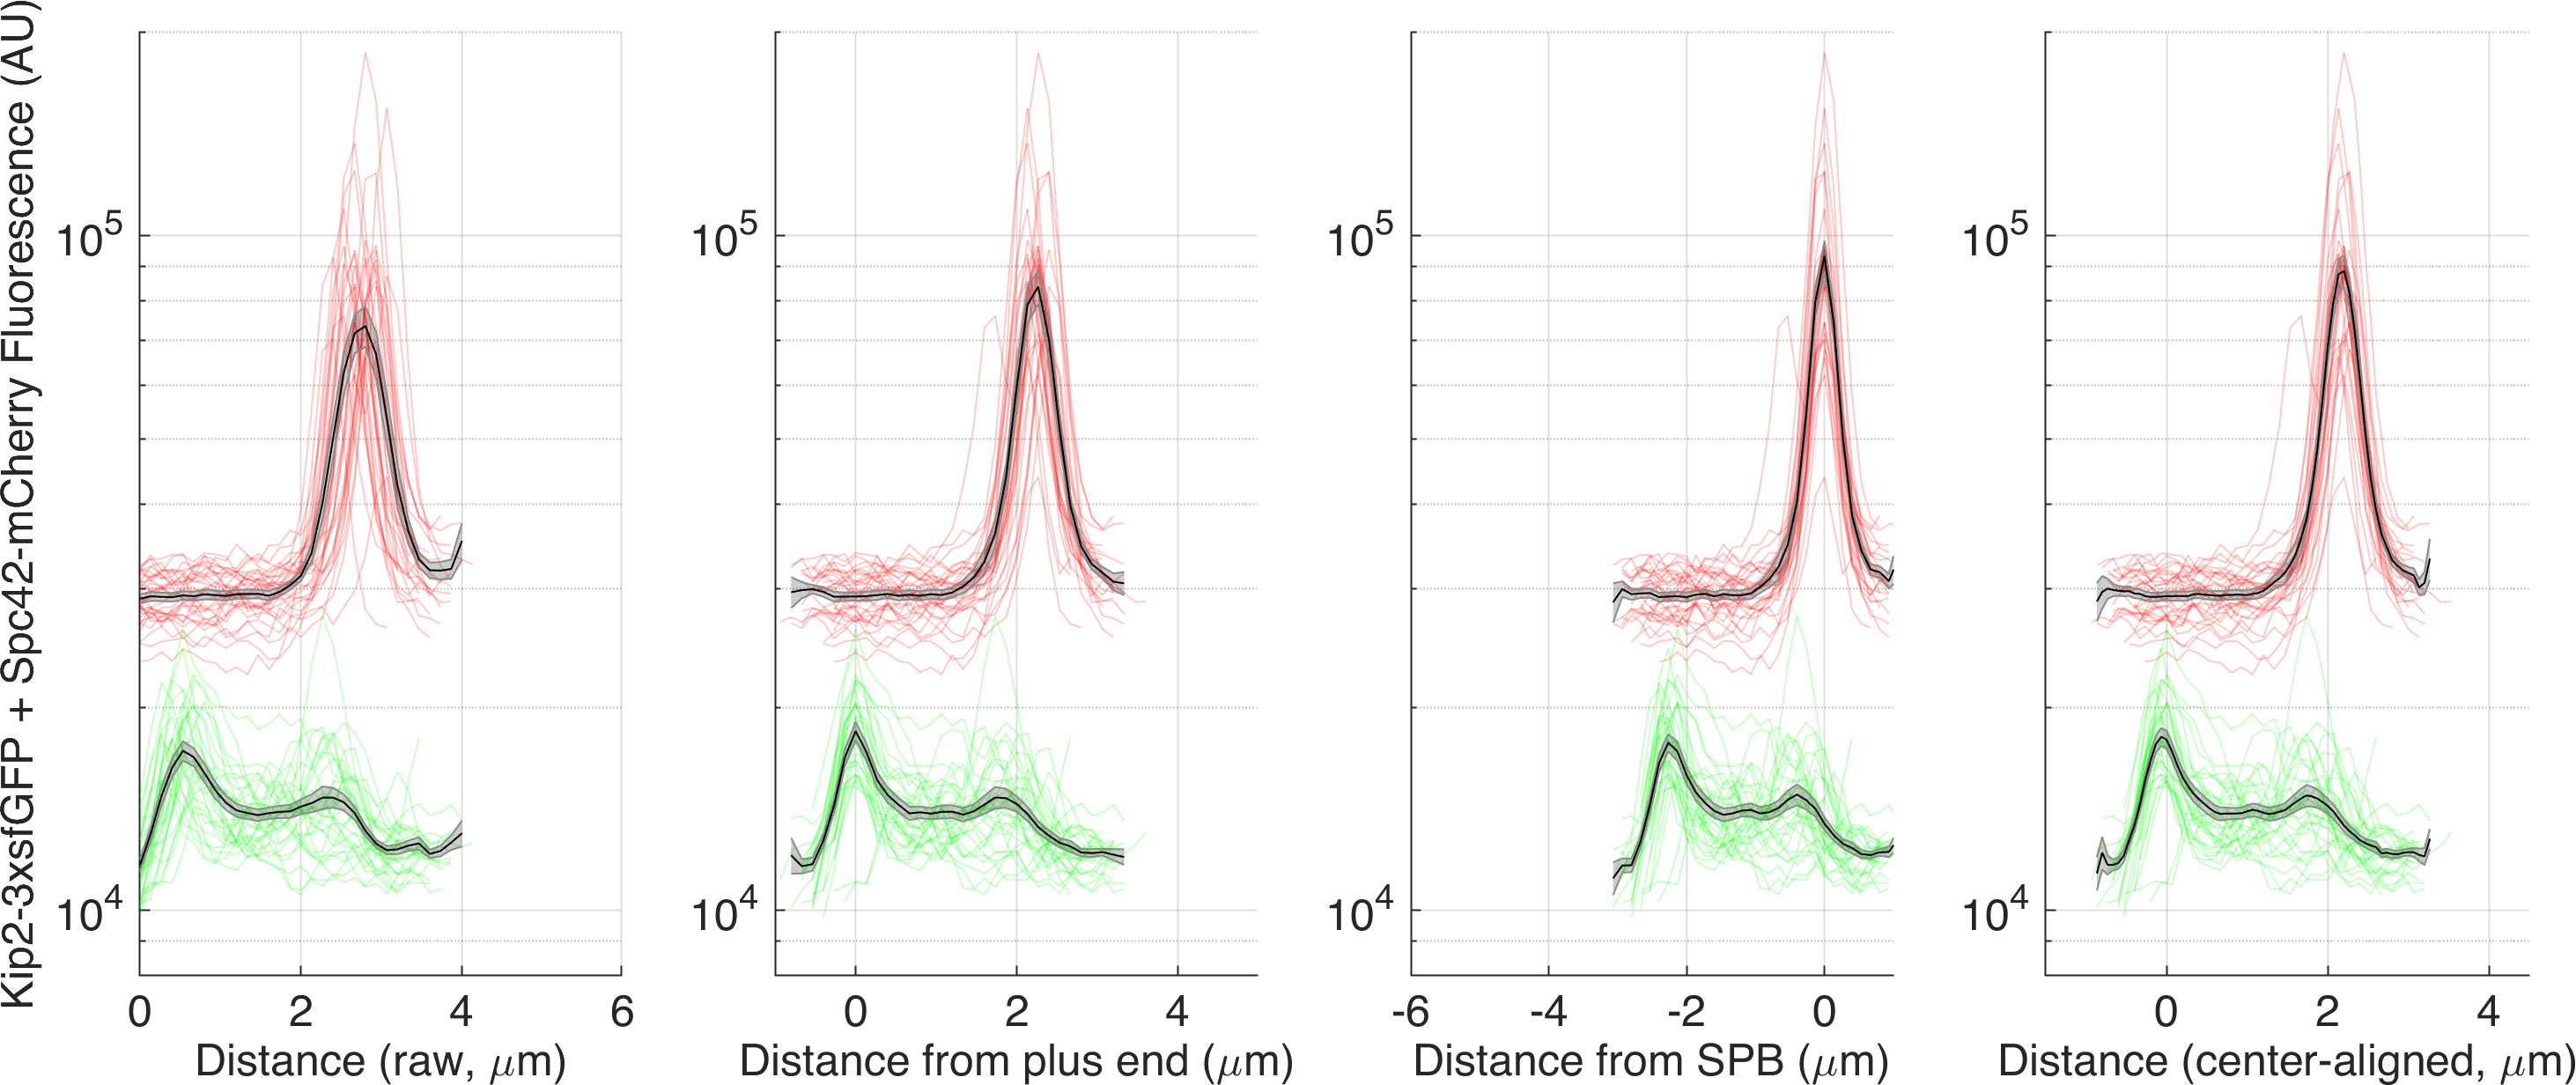 Kip2-3xsfGFP + Spc42-mCherry Fluorescence (AU)
10^5
10^4
0 2 4 6
Distance (raw, μm)
10^5
10^4
0 2 4
Distance from plus end (μm)
10^5
10^4
-6 -4 -2 0
Distance from SPB (μm)
10^5
10^4
0 2 4
Distance (center-aligned, μm)